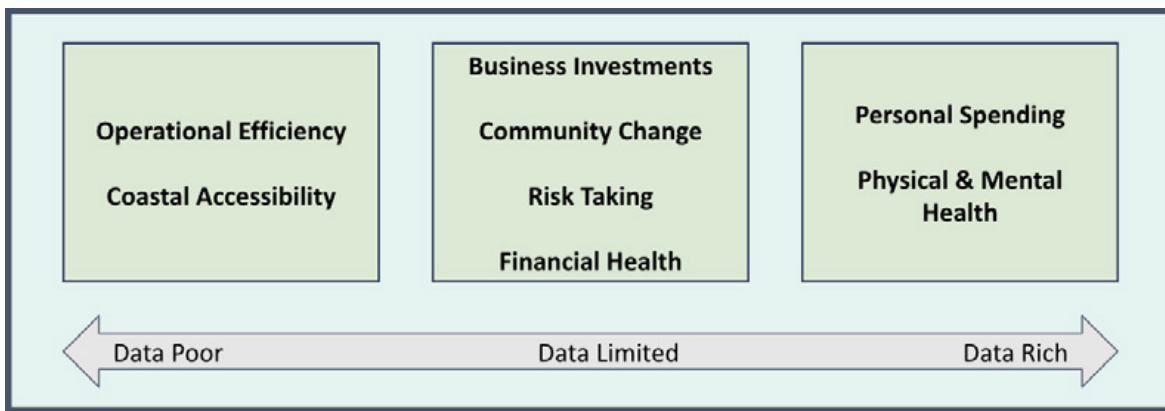 Operational Efficiency
Coastal Accessibility
Business Investments
Community Change
Risk Taking
Financial Health
Personal Spending
Physical & Mental
Health
Data Poor
Data Limited
Data Rich